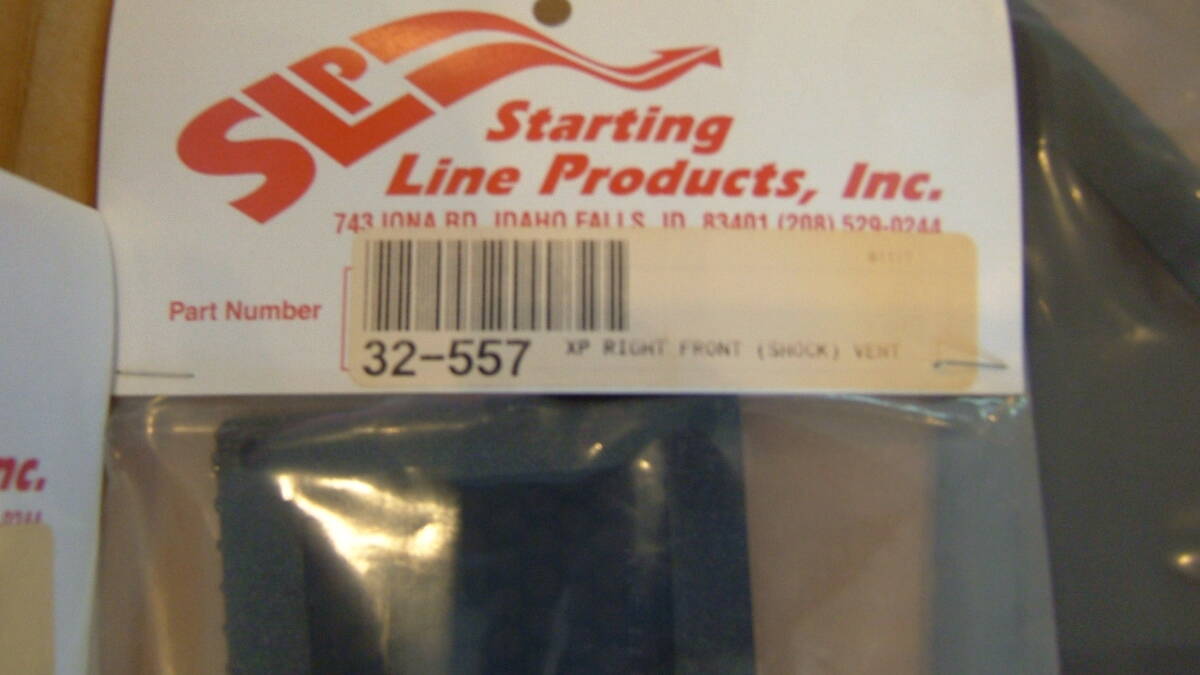 SLP
Starting
Line Products, Inc.
743 IONA RD. IDAHO FALLS, ID. 83401 (208) 529-0244
Part Number
32-557 XP RIGHT FRONT (SHOCK) VENT
nc.
-0244